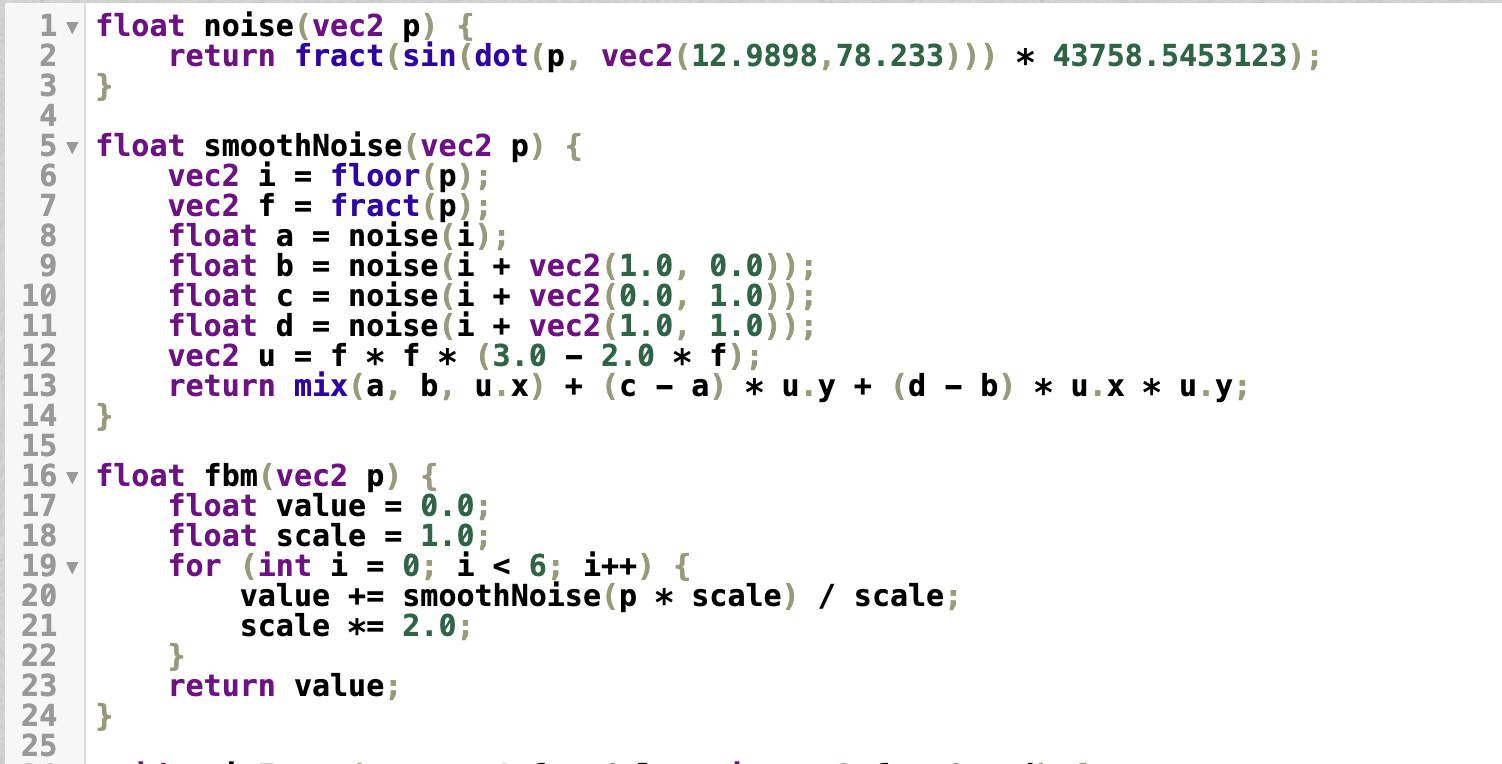 1 float noise(vec2 p) {
2     return fract(sin(dot(p, vec2(12.9898,78.233))) * 43758.5453123);
3 }
4
5 float smoothNoise(vec2 p) {
6     vec2 i = floor(p);
7     vec2 f = fract(p);
8     float a = noise(i);
9     float b = noise(i + vec2(1.0, 0.0));
10     float c = noise(i + vec2(0.0, 1.0));
11     float d = noise(i + vec2(1.0, 1.0));
12     vec2 u = f * f * (3.0 - 2.0 * f);
13     return mix(a, b, u.x) + (c - a) * u.y + (d - b) * u.x * u.y;
14 }
15
16 float fbm(vec2 p) {
17     float value = 0.0;
18     float scale = 1.0;
19     for (int i = 0; i < 6; i++) {
20         value += smoothNoise(p * scale) / scale;
21         scale *= 2.0;
22     }
23     return value;
24 }
25